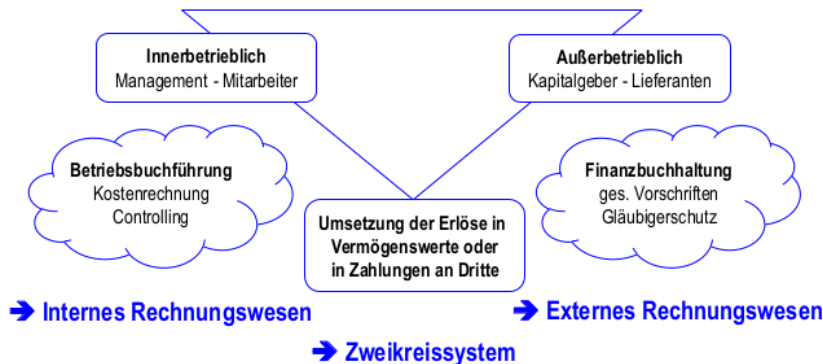 Innerbetrieblich
Management - Mitarbeiter
Außerbetrieblich
Kapitalgeber - Lieferanten
Betriebsbuchführung
Kostenrechnung
Controlling
Umsetzung der Erlöse in
Vermögenswerte oder
in Zahlungen an Dritte
Finanzbuchhaltung
ges. Vorschriften
Gläubigerschutz
➔ Internes Rechnungswesen
➔ Externes Rechnungswesen
➔ Zweikreissystem